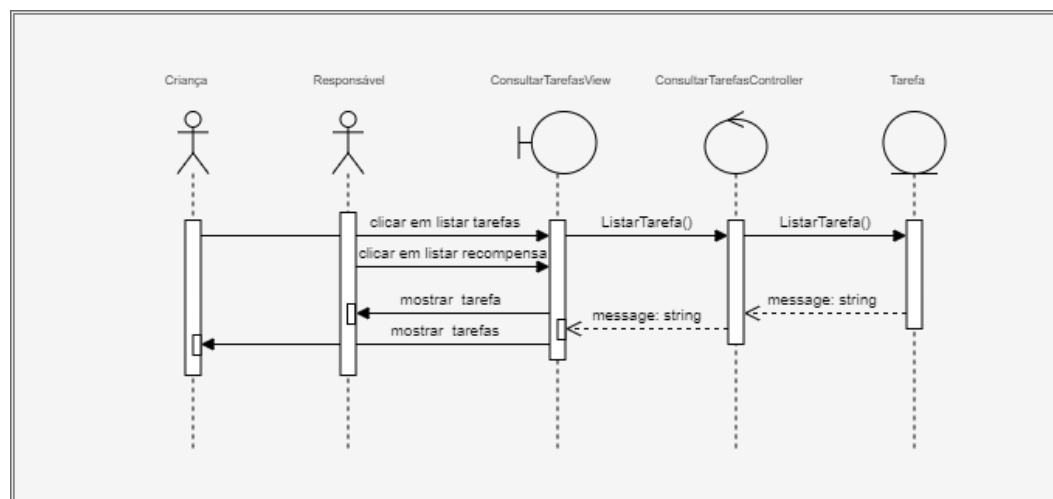 Criança
Responsável
ConsultarTarefasView
ConsultarTarefasController
Tarefa
clicar em listar tarefas
ListarTarefa()
ListarTarefa()
clicar em listar recompensa
mostrar tarefa
message: string
message: string
mostrar tarefas